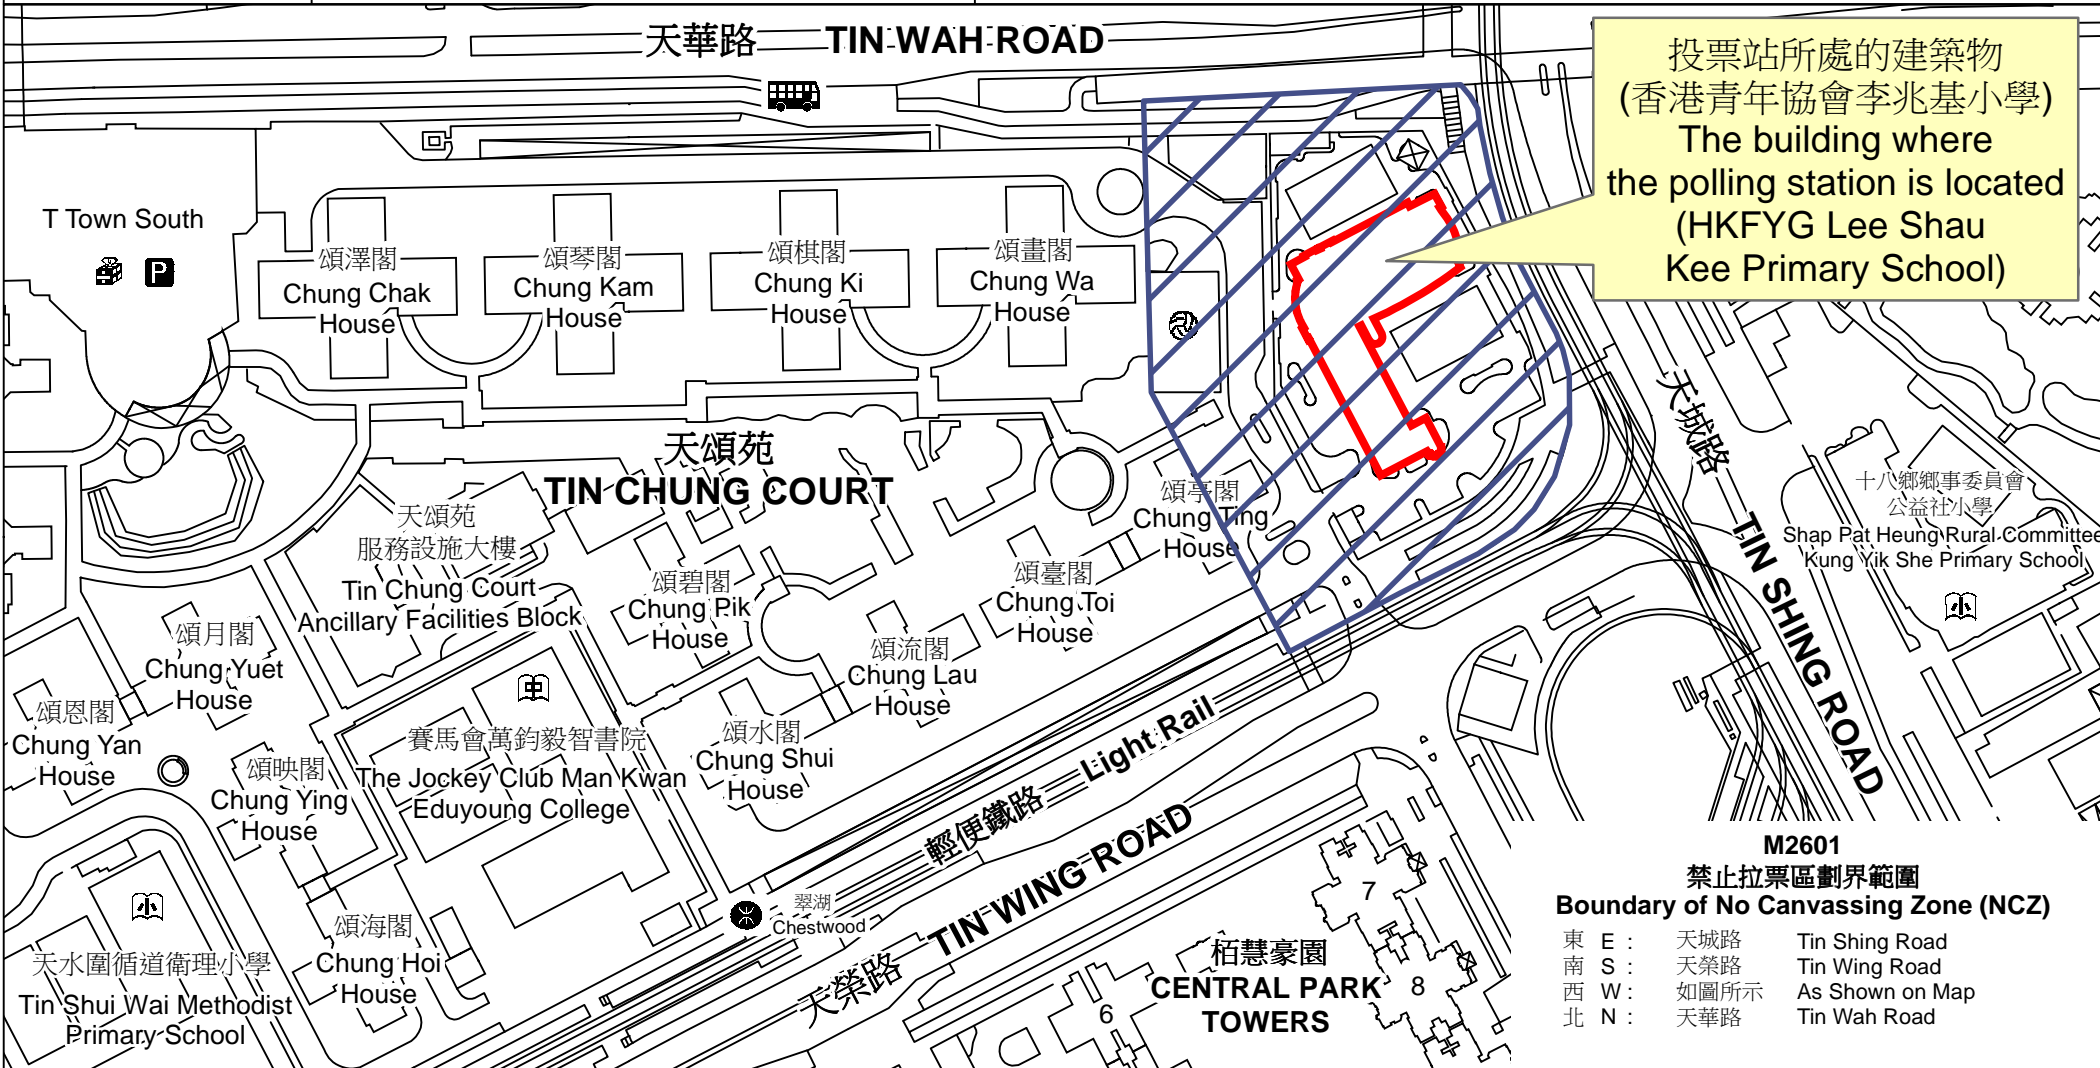 天華路 TIN WAH ROAD
投票站所處的建築物
(香港青年協會李兆基小學)
The building where
the polling station is located
(HKFYG Lee Shau
Kee Primary School)
T Town South
P
頌澤閣
Chung Chak
House
頌琴閣
Chung Kam
House
頌棋閣
Chung Ki
House
頌畫閣
Chung Wa
House
天頌苑
TIN CHUNG COURT
天城路 TIN SHING ROAD
十八鄉鄉事委員會
公益社小學
Shap Pat Heung Rural Committee
Kung Yik She Primary School
小
頌亭閣
Chung Ting
House
天頌苑
服務設施大樓
Tin Chung Court
Ancillary Facilities Block
頌碧閣
Chung Pik
House
頌臺閣
Chung Toi
House
頌月閣
Chung Yuet
House
頌流閣
Chung Lau
House
頌恩閣
Chung Yan
House
中
賽馬會萬鈞毅智書院
The Jockey Club Man Kwan
Eduyoung College
頌水閣
Chung Shui
House
頌映閣
Chung Ying
House
輕便鐵路 Light Rail
天榮路 TIN WING ROAD
翠湖
Chestwood
小
天水圍循道衛理小學
Tin Shui Wai Methodist
Primary School
頌海閣
Chung Hoi
House
栢慧豪園
CENTRAL PARK
TOWERS
6
7
8
M2601
禁止拉票區劃界範圍
Boundary of No Canvassing Zone (NCZ)
東 E : 天城路 Tin Shing Road
南 S : 天榮路 Tin Wing Road
西 W : 如圖所示 As Shown on Map
北 N : 天華路 Tin Wah Road